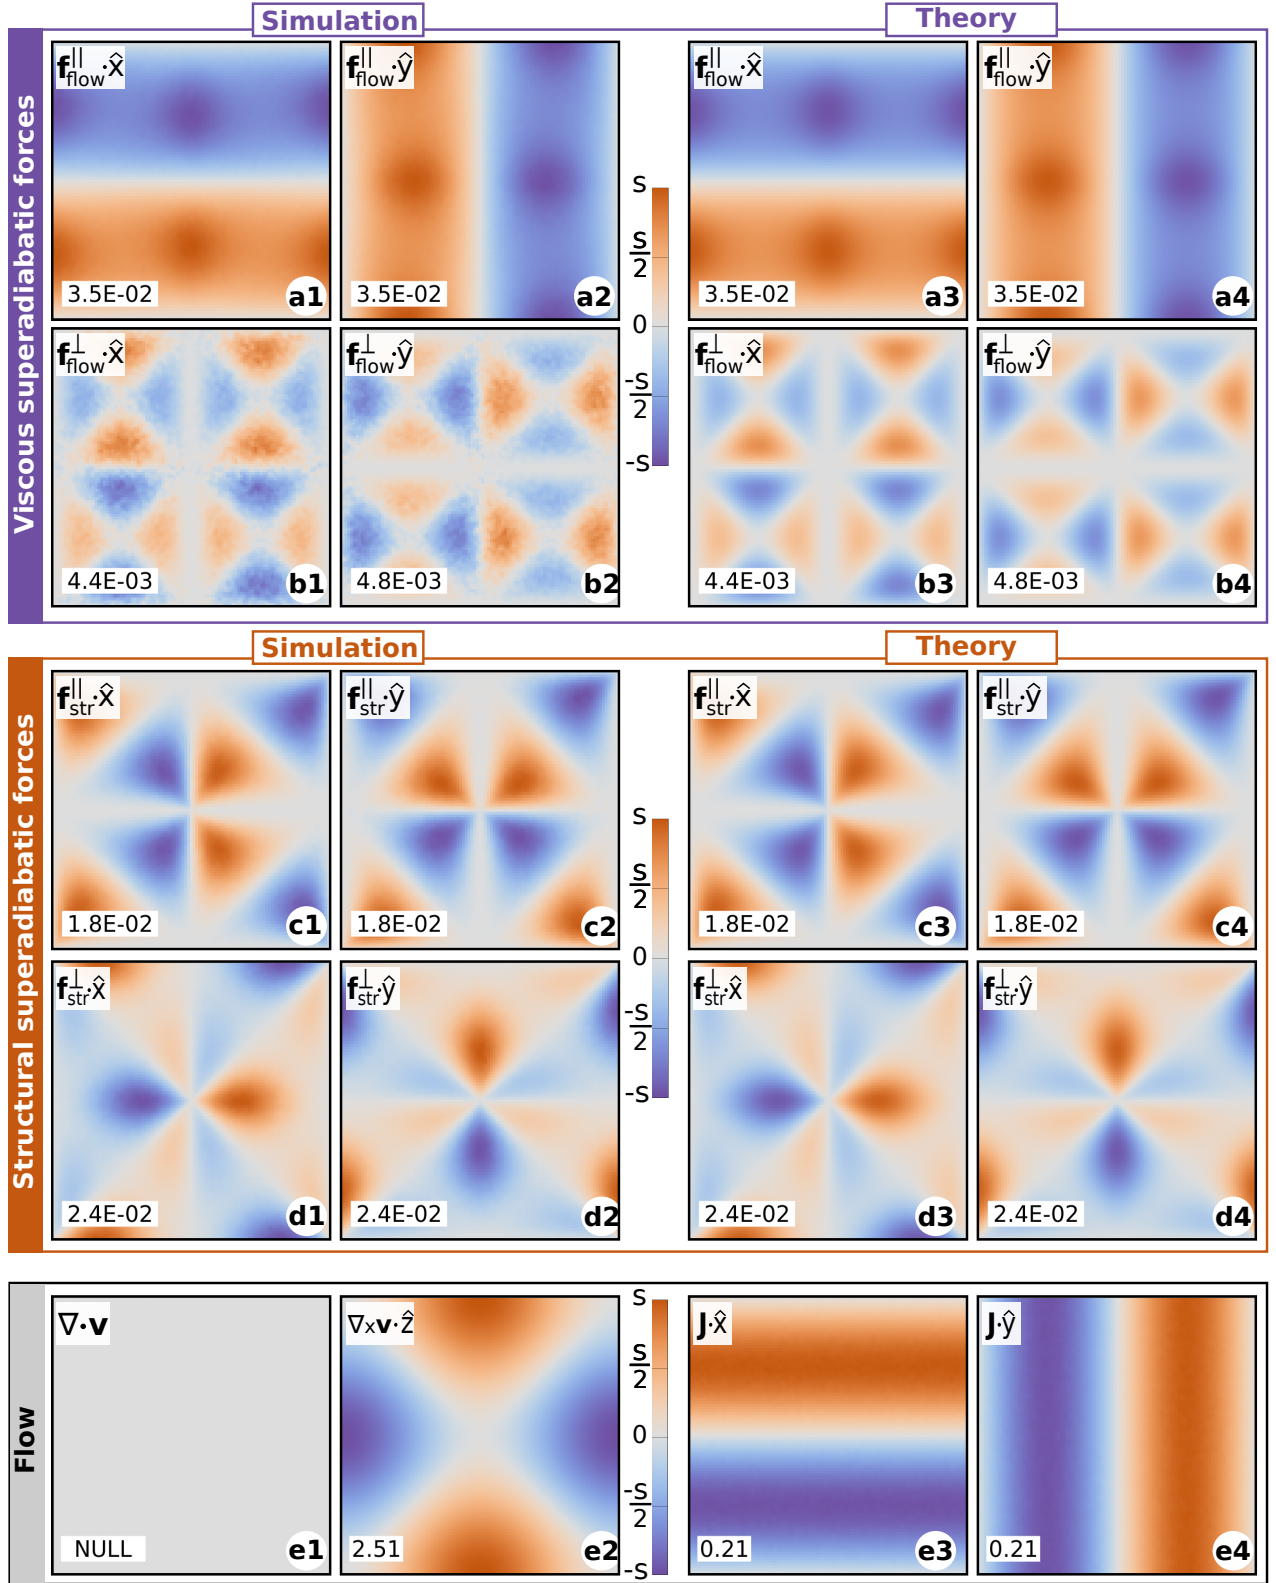 Simulation
Theory
Viscous superadiabatic forces
f||flow·x̂
3.5E-02
a1
f||flow·ŷ
3.5E-02
a2
f||flow·x̂
3.5E-02
a3
f||flow·ŷ
3.5E-02
a4
s
s/2
0
-s/2
-s
f⊥flow·x̂
4.4E-03
b1
f⊥flow·ŷ
4.8E-03
b2
f⊥flow·x̂
4.4E-03
b3
f⊥flow·ŷ
4.8E-03
b4
Simulation
Theory
Structural superadiabatic forces
f||str·x̂
1.8E-02
c1
f||str·ŷ
1.8E-02
c2
f||str·x̂
1.8E-02
c3
f||str·ŷ
1.8E-02
c4
s
s/2
0
-s/2
-s
f⊥str·x̂
2.4E-02
d1
f⊥str·ŷ
2.4E-02
d2
f⊥str·x̂
2.4E-02
d3
f⊥str·ŷ
2.4E-02
d4
Flow
∇·v
NULL
e1
∇×v·ẑ
2.51
e2
s
s/2
0
-s/2
-s
J·x̂
0.21
e3
J·ŷ
0.21
e4